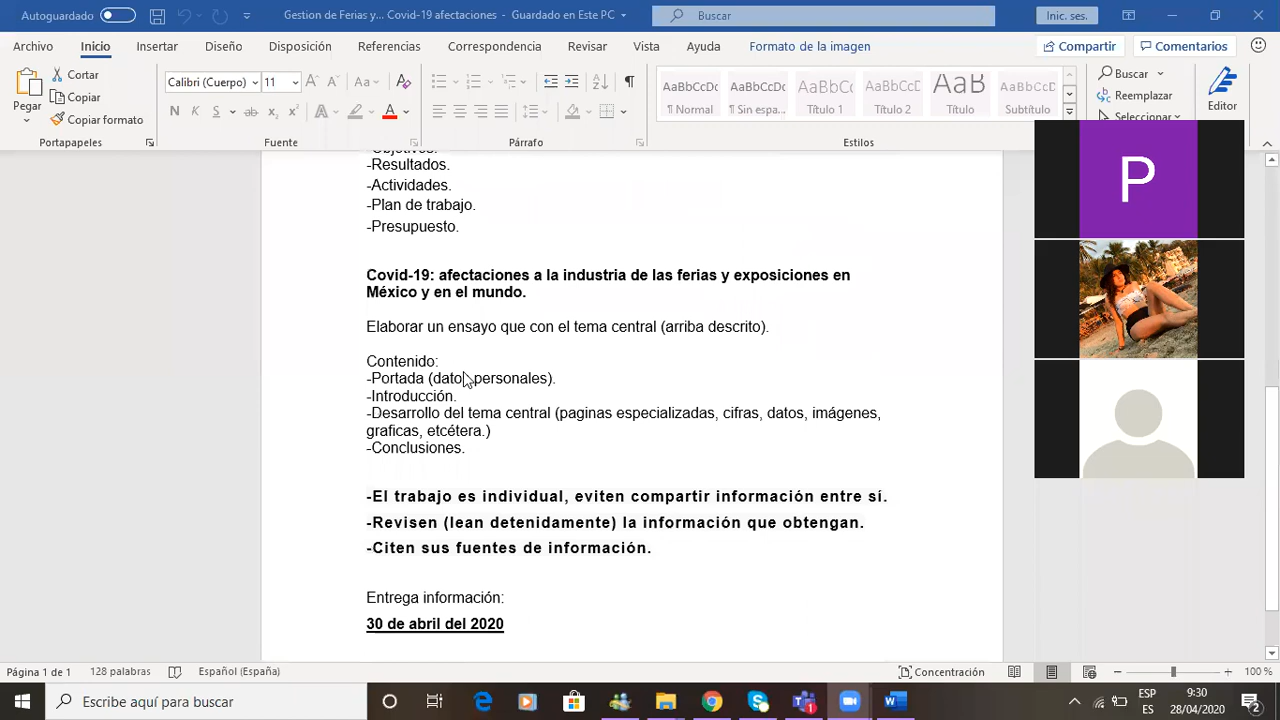 Autoguardado
Gestion de Ferias y... Covid-19 afectaciones - Guardado en Este PC
Buscar
Inic. ses.
Archivo Inicio Insertar Diseño Disposición Referencias Correspondencia Revisar Vista Ayuda Formato de la imagen
Compartir Comentarios
Pegar
Cortar
Copiar
Copiar formato
Portapapeles
Calibri (Cuerpo) 11
Fuente
Párrafo
AaBbCcDc AaBbCcDc AaBbCc AaBbCcD AaB AaBbCcD
¶ Normal ¶ Sin espa... Título 1 Título 2 Título Subtítulo
Estilos
Buscar
Reemplazar
Seleccionar
Editor
-Objetivos.
-Resultados.
-Actividades.
-Plan de trabajo.
-Presupuesto.
Covid-19: afectaciones a la industria de las ferias y exposiciones en
México y en el mundo.
Elaborar un ensayo que con el tema central (arriba descrito).
Contenido:
-Portada (datos personales).
-Introducción.
-Desarrollo del tema central (paginas especializadas, cifras, datos, imágenes,
graficas, etcétera.)
-Conclusiones.
-El trabajo es individual, eviten compartir información entre sí.
-Revisen (lean detenidamente) la información que obtengan.
-Citen sus fuentes de información.
Entrega información:
30 de abril del 2020
P
Página 1 de 1 128 palabras Español (España)
Concentración
100 %
Escribe aquí para buscar
ESP
ES
9:30
28/04/2020
2